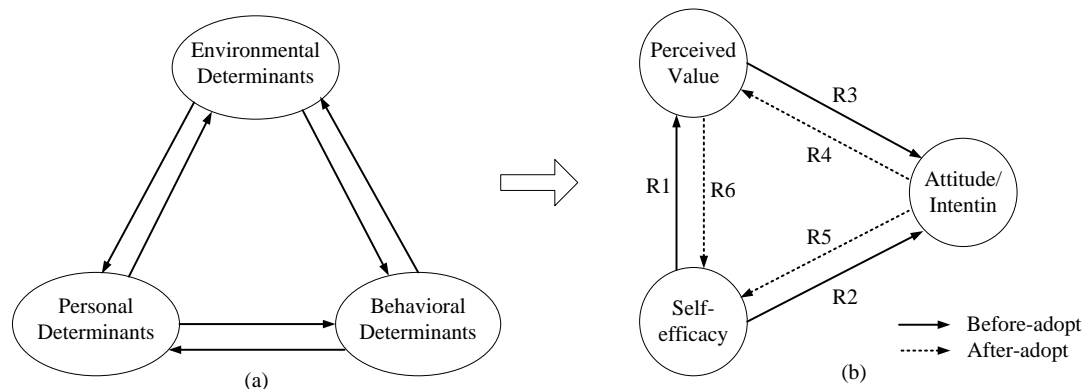 Environmental
Determinants
Personal
Determinants
Behavioral
Determinants
(a)
Perceived
Value
R3
R4
R1
R6
Attitude/
Intentin
R5
R2
Self-
efficacy
Before-adopt
After-adopt
(b)